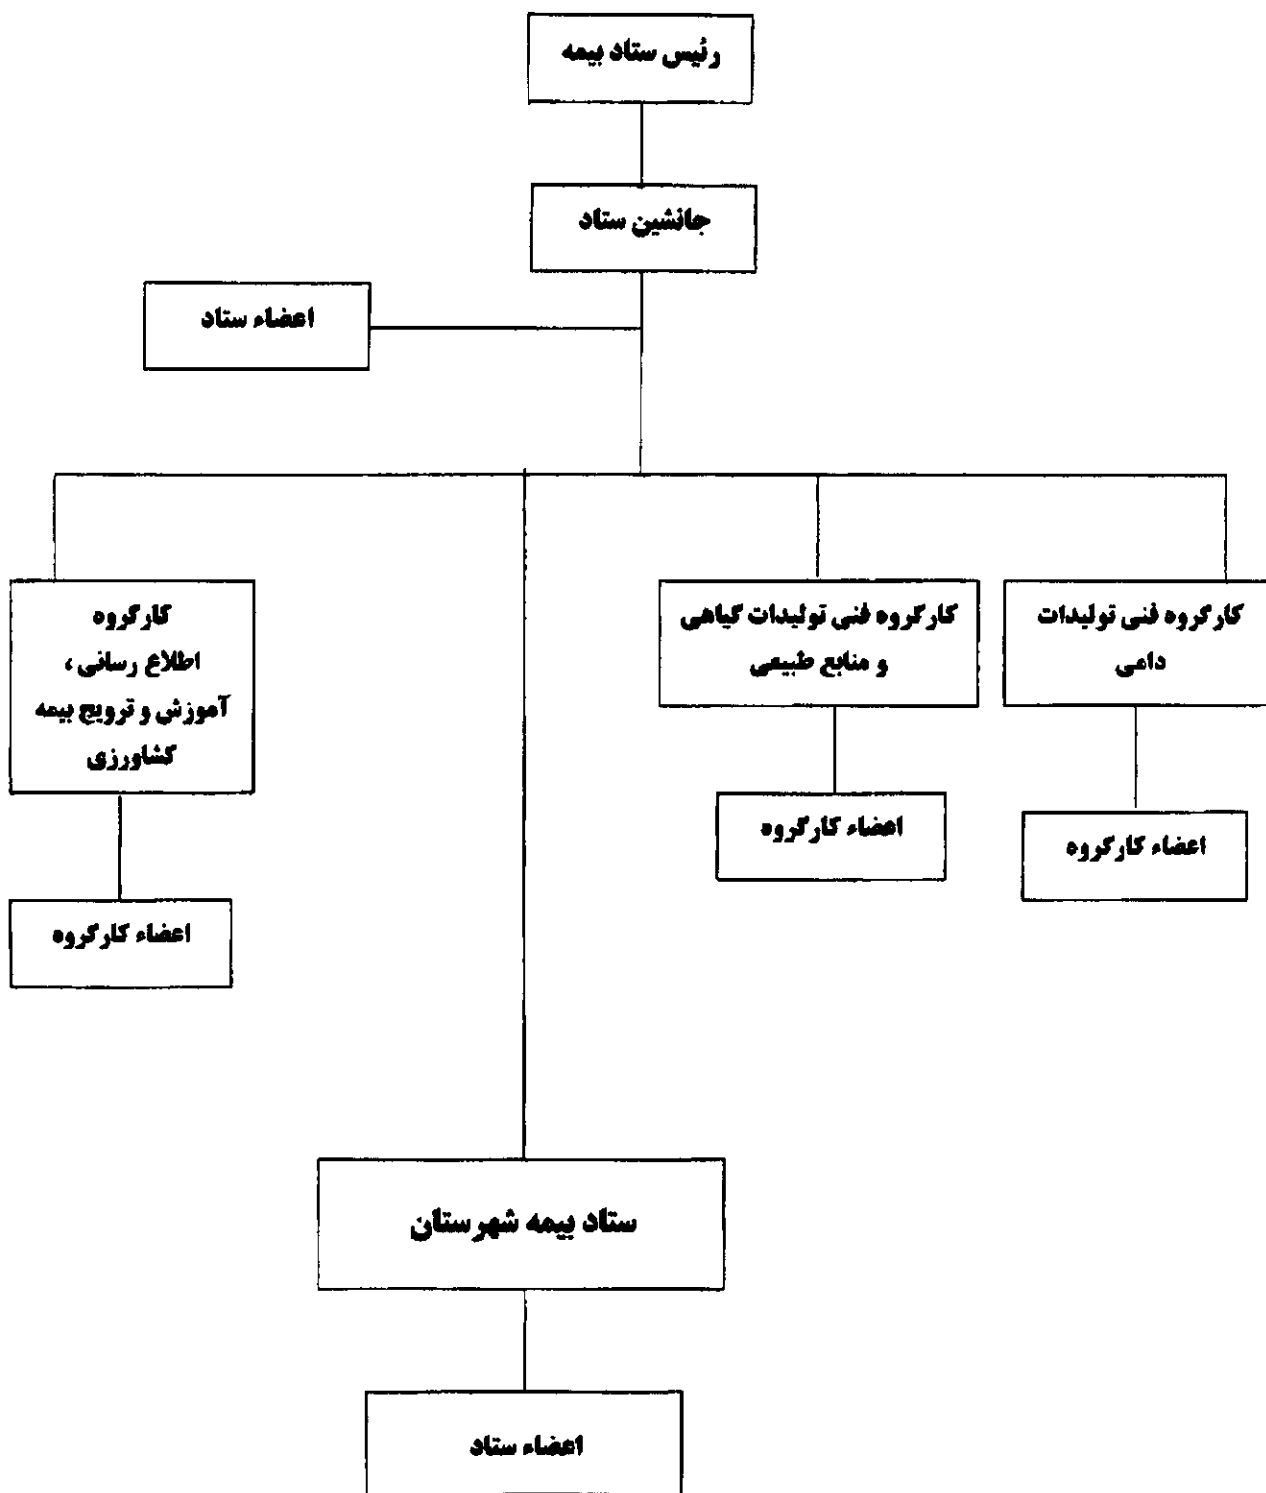 رئیس ستاد بیمه
جانشین ستاد
اعضاء ستاد
کارگروه فنی تولیدات
دامی
کارگروه فنی تولیدات گیاهی
و منابع طبیعی
کارگروه
اطلاع رسانی ،
آموزش و ترویج بیمه
کشاورزی
اعضاء کارگروه
اعضاء کارگروه
اعضاء کارگروه
ستاد بیمه شهرستان
اعضاء ستاد